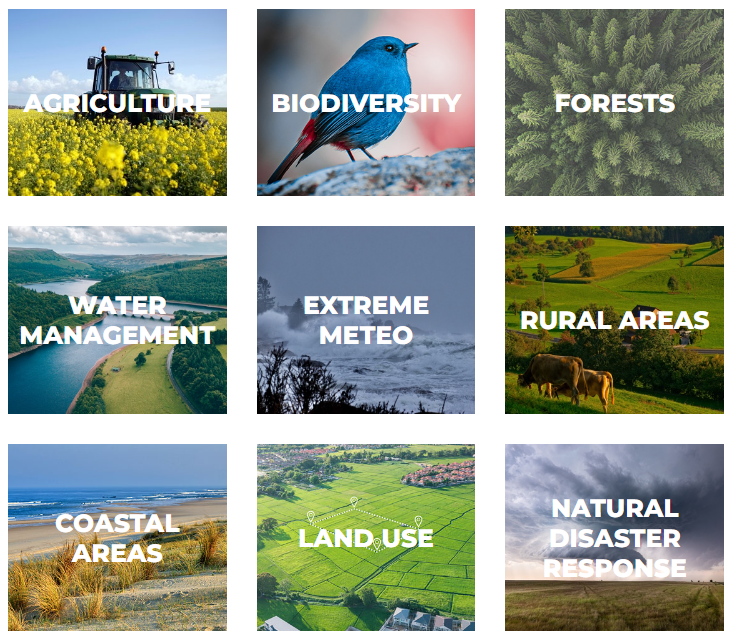 AGRICULTURE
BIODIVERSITY
FORESTS
WATER
MANAGEMENT
EXTREME
METEO
RURAL AREAS
COASTAL
AREAS
LAND USE
NATURAL
DISASTER
RESPONSE